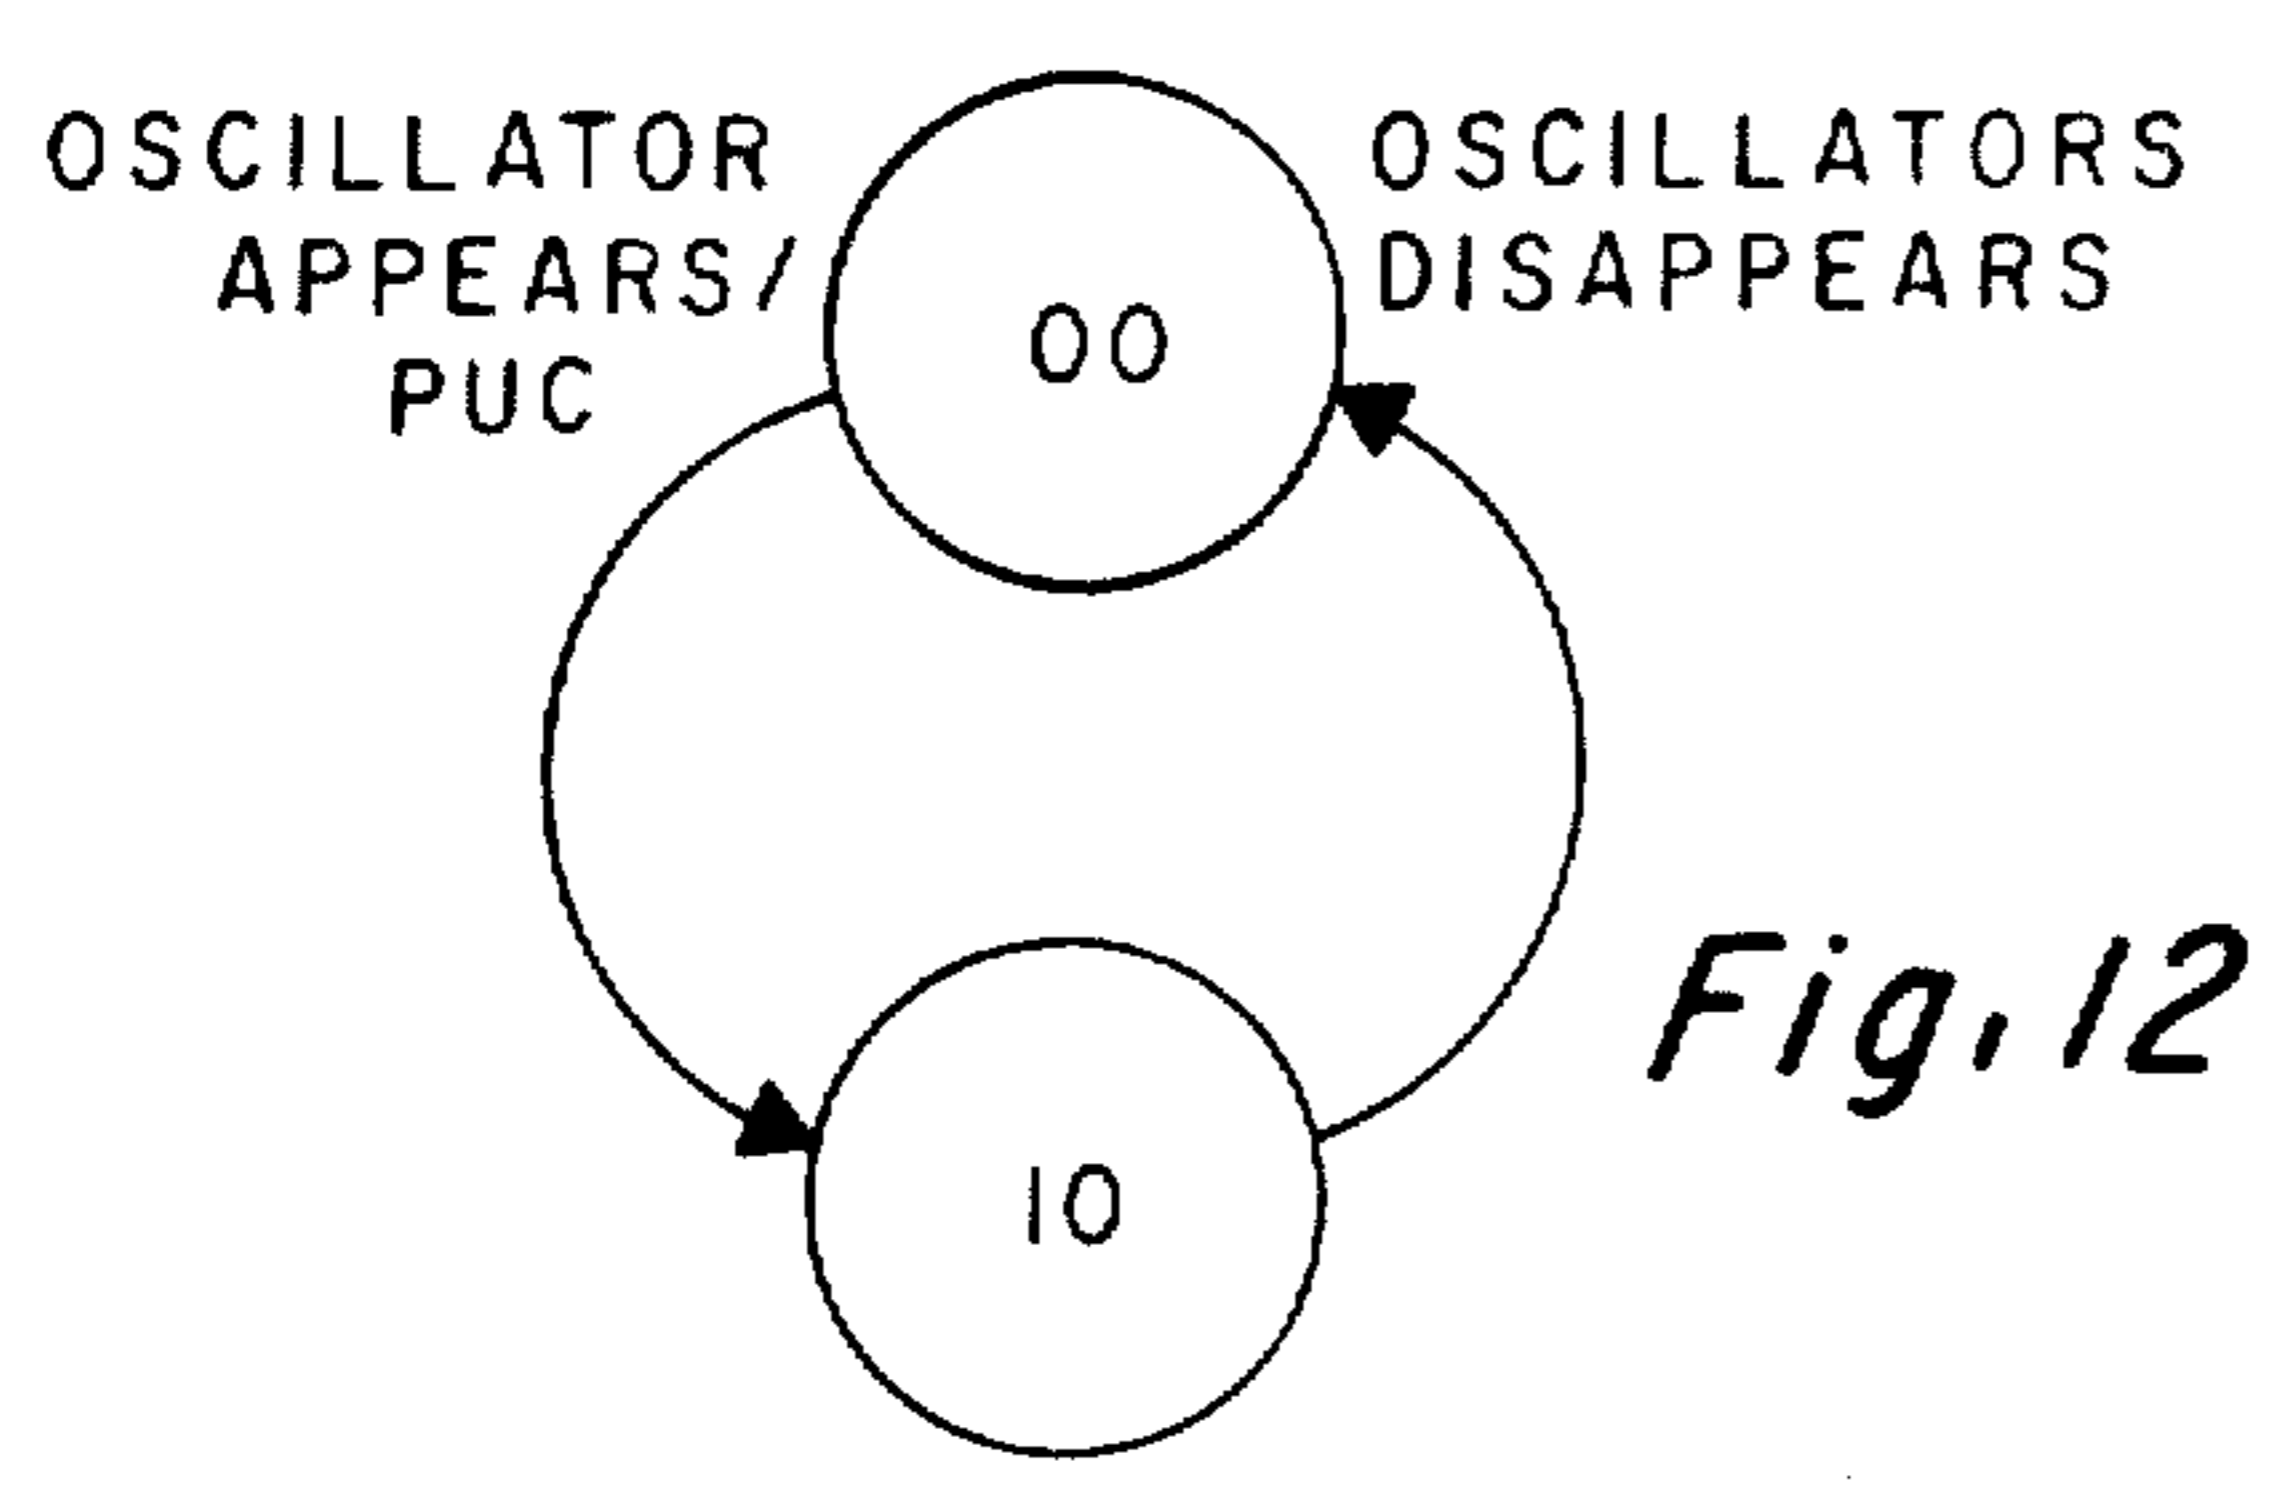 OSCILLATOR
APPEARS/
PUC
OSCILLATORS
DISAPPEARS
00
10
Fig. 12